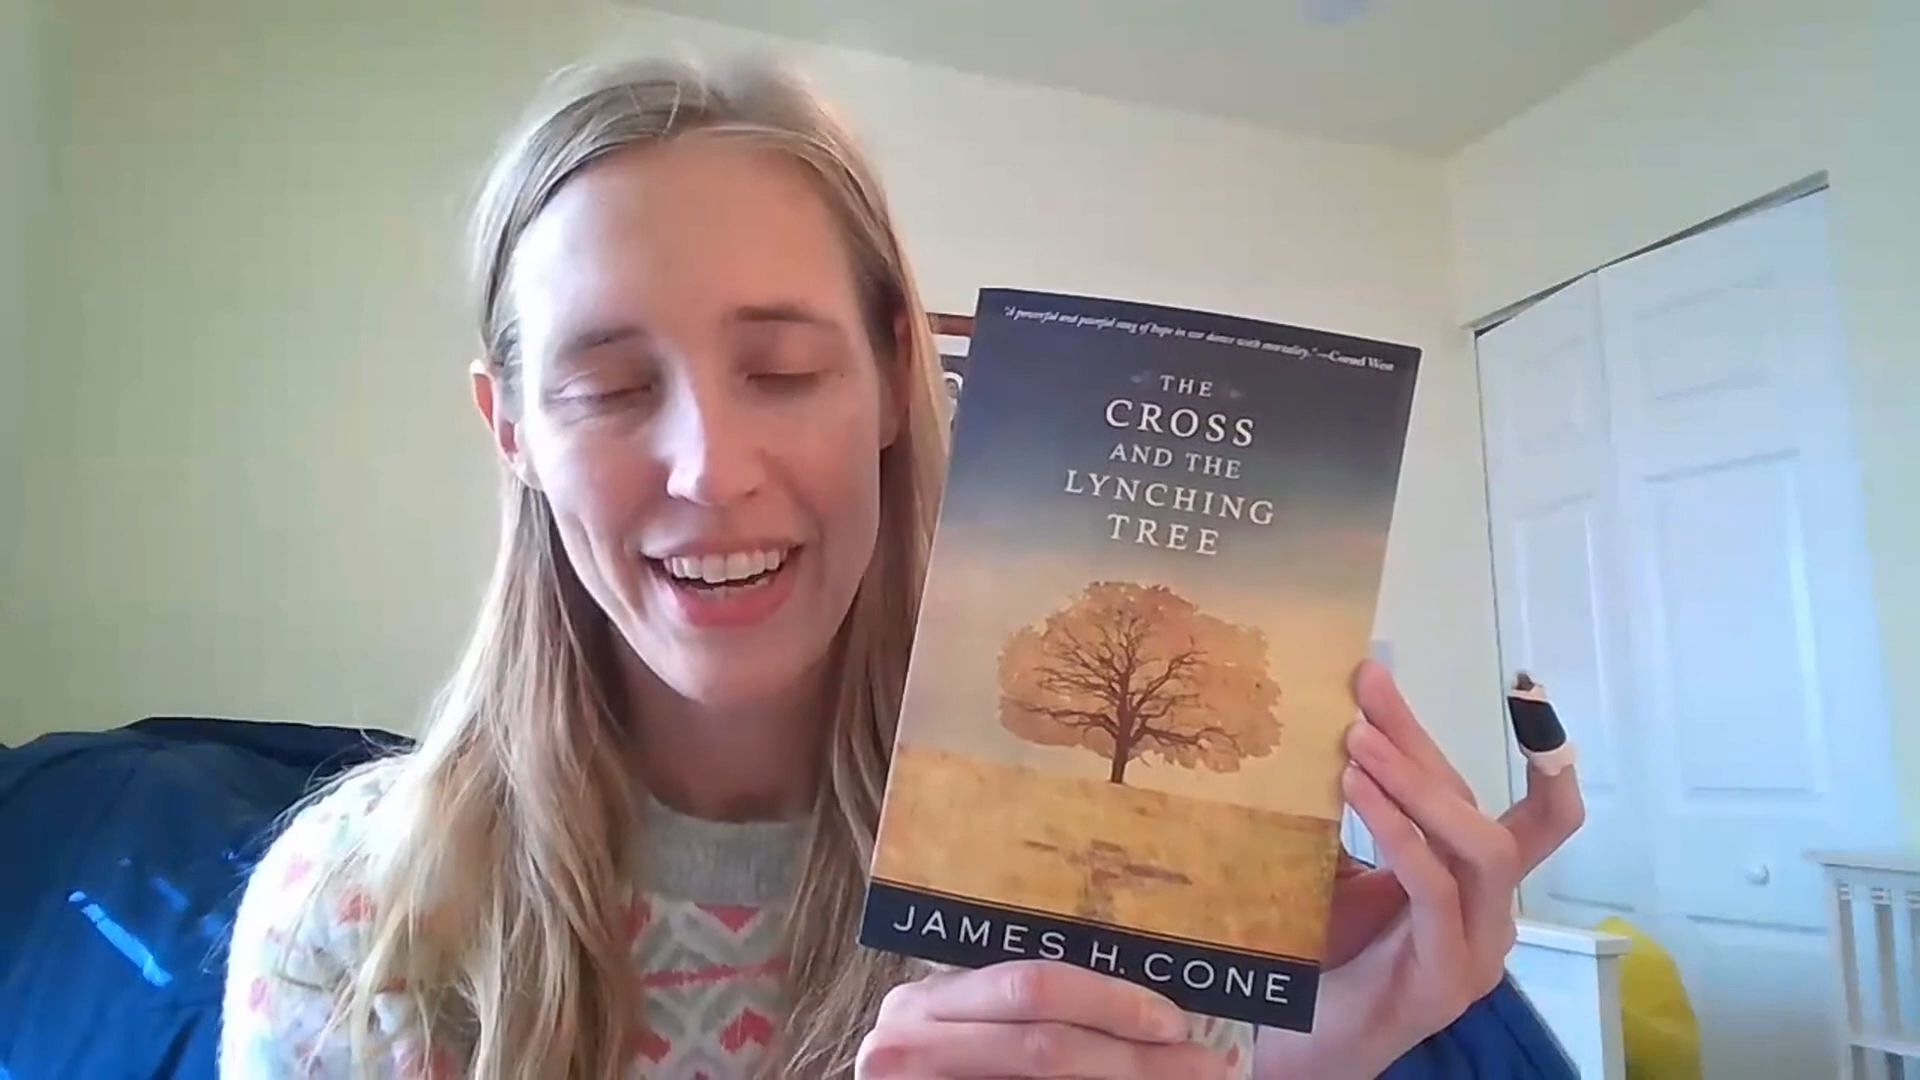 "A powerful and painful song of hope in our dance with mortality."—Cornel West
THE
CROSS
AND THE
LYNCHING
TREE
JAMES H. CONE